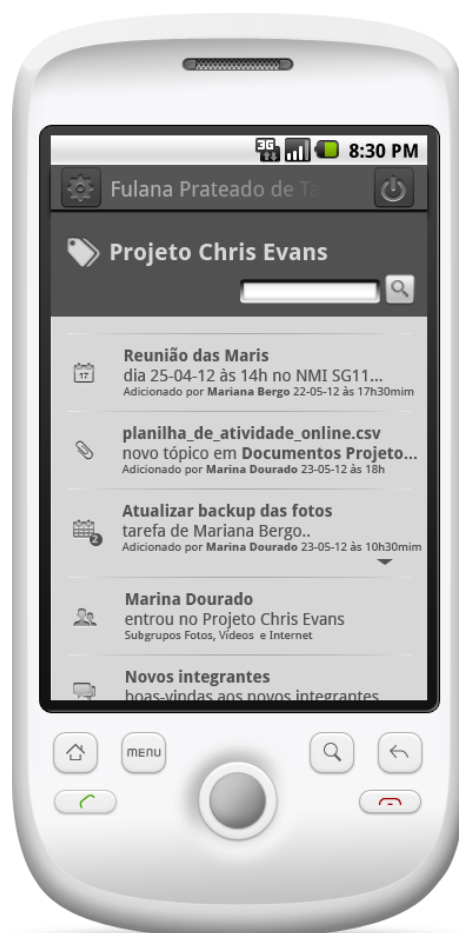 3G
8:30 PM
Fulana Prateado de Ta
Projeto Chris Evans
17
Reunião das Maris
dia 25-04-12 às 14h no NMI SG11...
Adicionado por Mariana Bergo 22-05-12 às 17h30mim
planilha_de_atividade_online.csv
novo tópico em Documentos Projeto...
Adicionado por Marina Dourado 23-05-12 às 18h
Atualizar backup das fotos
2
tarefa de Mariana Bergo..
Adicionado por Marina Dourado 23-05-12 às 10h30mim
Marina Dourado
entrou no Projeto Chris Evans
Subgrupos Fotos, Vídeos e Internet
Novos integrantes
boas-vindas aos novos integrantes
MENU